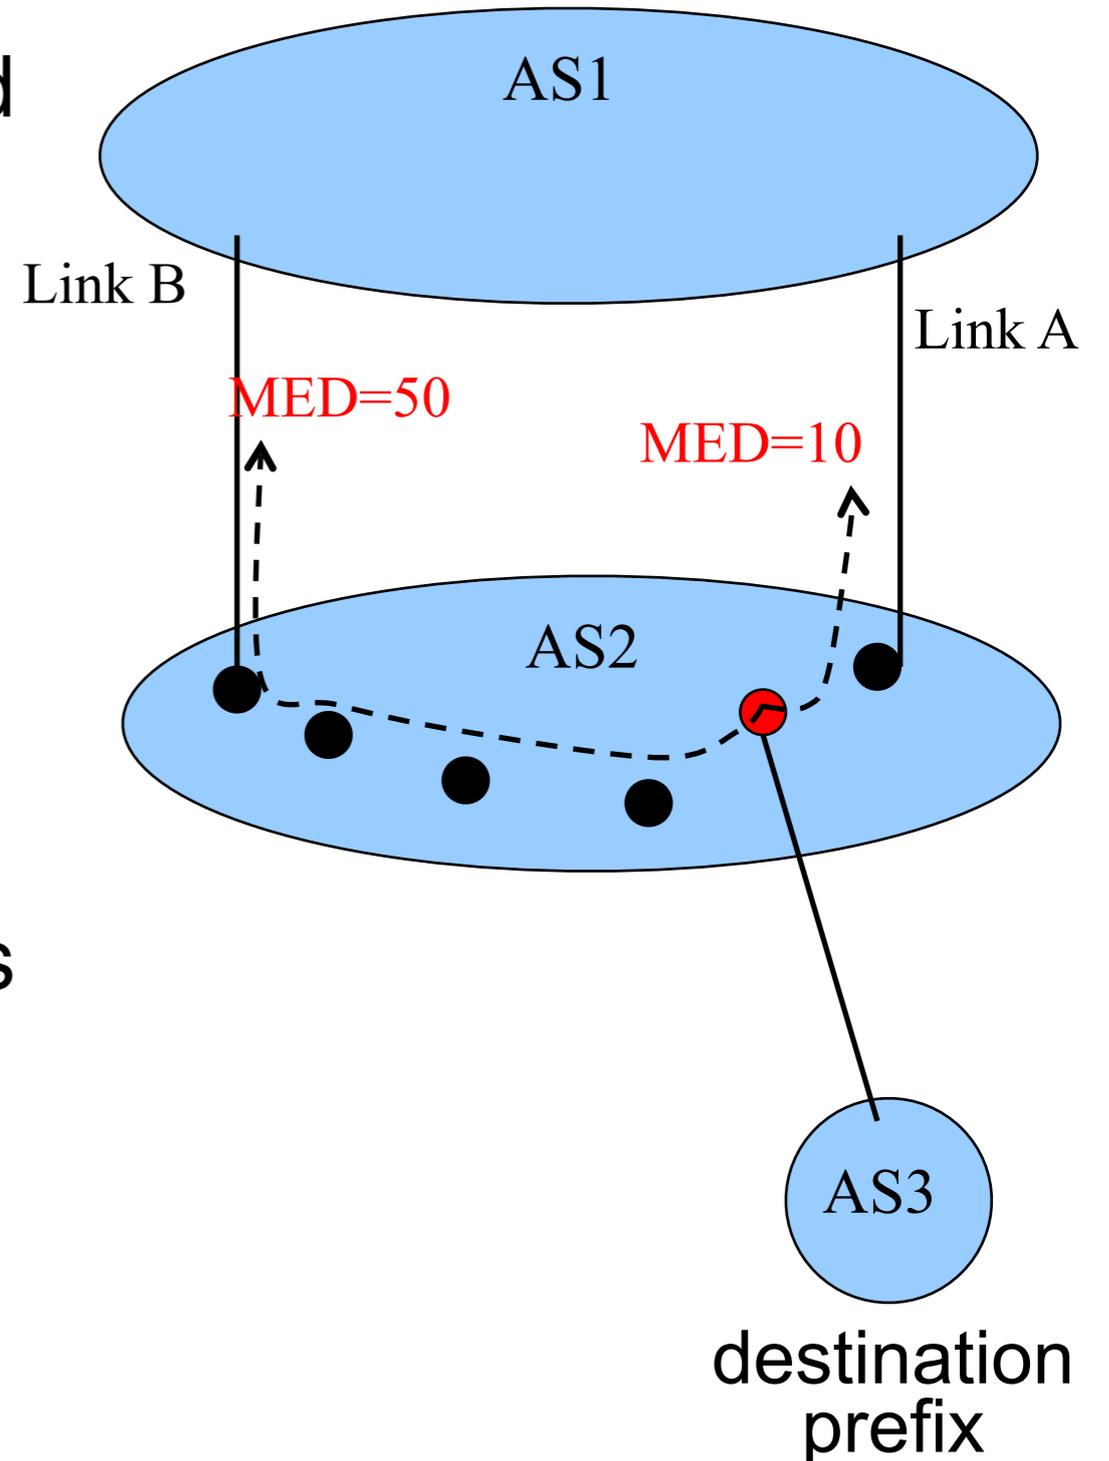 AS1
Link B
Link A
MED=50
MED=10
AS2
AS3
destination
prefix